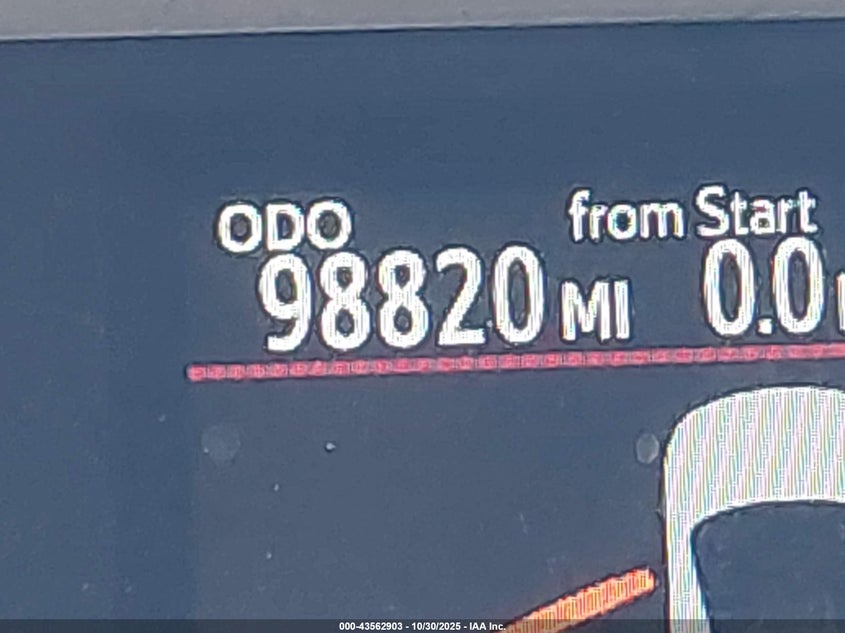 ODO from Start
98820 MI 0.0
000-43562903 - 10/30/2025 - IAA Inc.